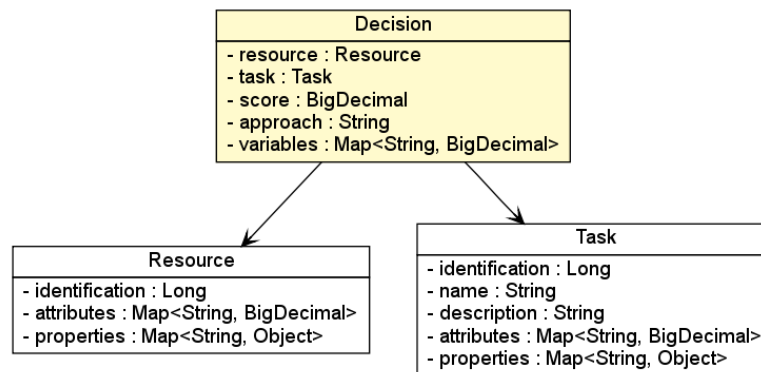 Decision
- resource : Resource
- task : Task
- score : BigDecimal
- approach : String
- variables : Map<String, BigDecimal>
Resource
- identification : Long
- attributes : Map<String, BigDecimal>
- properties : Map<String, Object>
Task
- identification : Long
- name : String
- description : String
- attributes : Map<String, BigDecimal>
- properties : Map<String, Object>